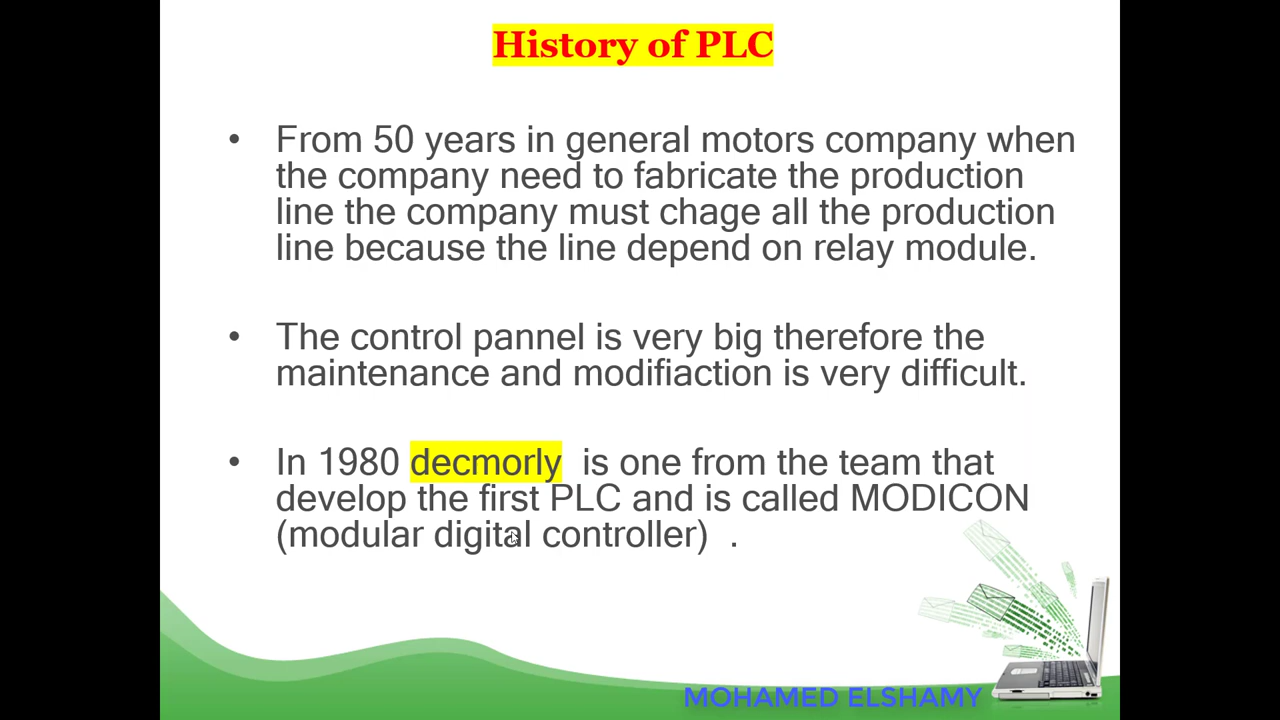 History of PLC
• From 50 years in general motors company when
the company need to fabricate the production
line the company must chage all the production
line because the line depend on relay module.
• The control pannel is very big therefore the
maintenance and modifiaction is very difficult.
• In 1980 decmorly is one from the team that
develop the first PLC and is called MODICON
(modular digital controller) .
MOHAMED ELSHAMY